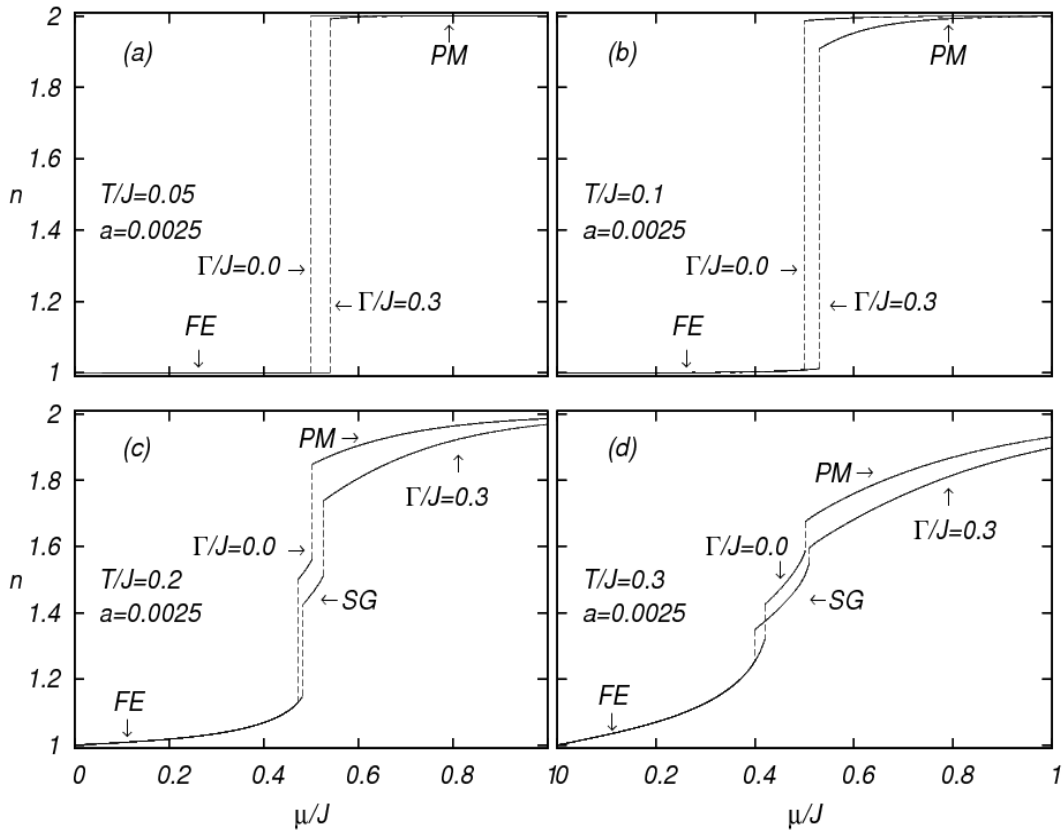 2
(a)
PM
1.8
1.6
n
T/J=0.05
1.4
a=0.0025
Γ/J=0.0 →
1.2
← Γ/J=0.3
FE
1
(b)
PM
T/J=0.1
a=0.0025
Γ/J=0.0 →
← Γ/J=0.3
FE
2
(c)
PM →
1.8
Γ/J=0.3
1.6
Γ/J=0.0 →
n
T/J=0.2
1.4
a=0.0025
← SG
1.2
FE
1
0
0.2
0.4
0.6
0.8
1
μ/J
(d)
PM →
Γ/J=0.3
Γ/J=0.0
T/J=0.3
a=0.0025
← SG
FE
0
0.2
0.4
0.6
0.8
1
μ/J